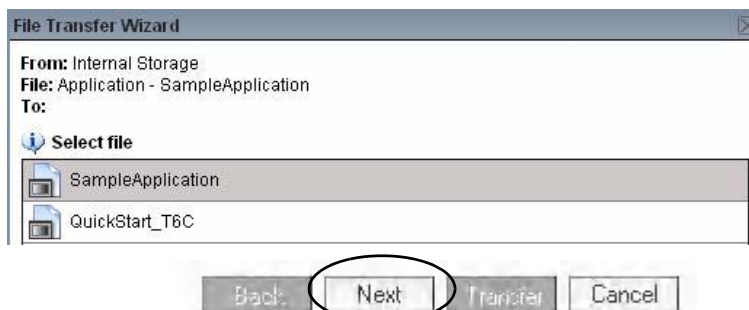 File Transfer Wizard
From: Internal Storage
File: Application - SampleApplication
To:
Select file
SampleApplication
QuickStart_T6C
Back Next Transfer Cancel